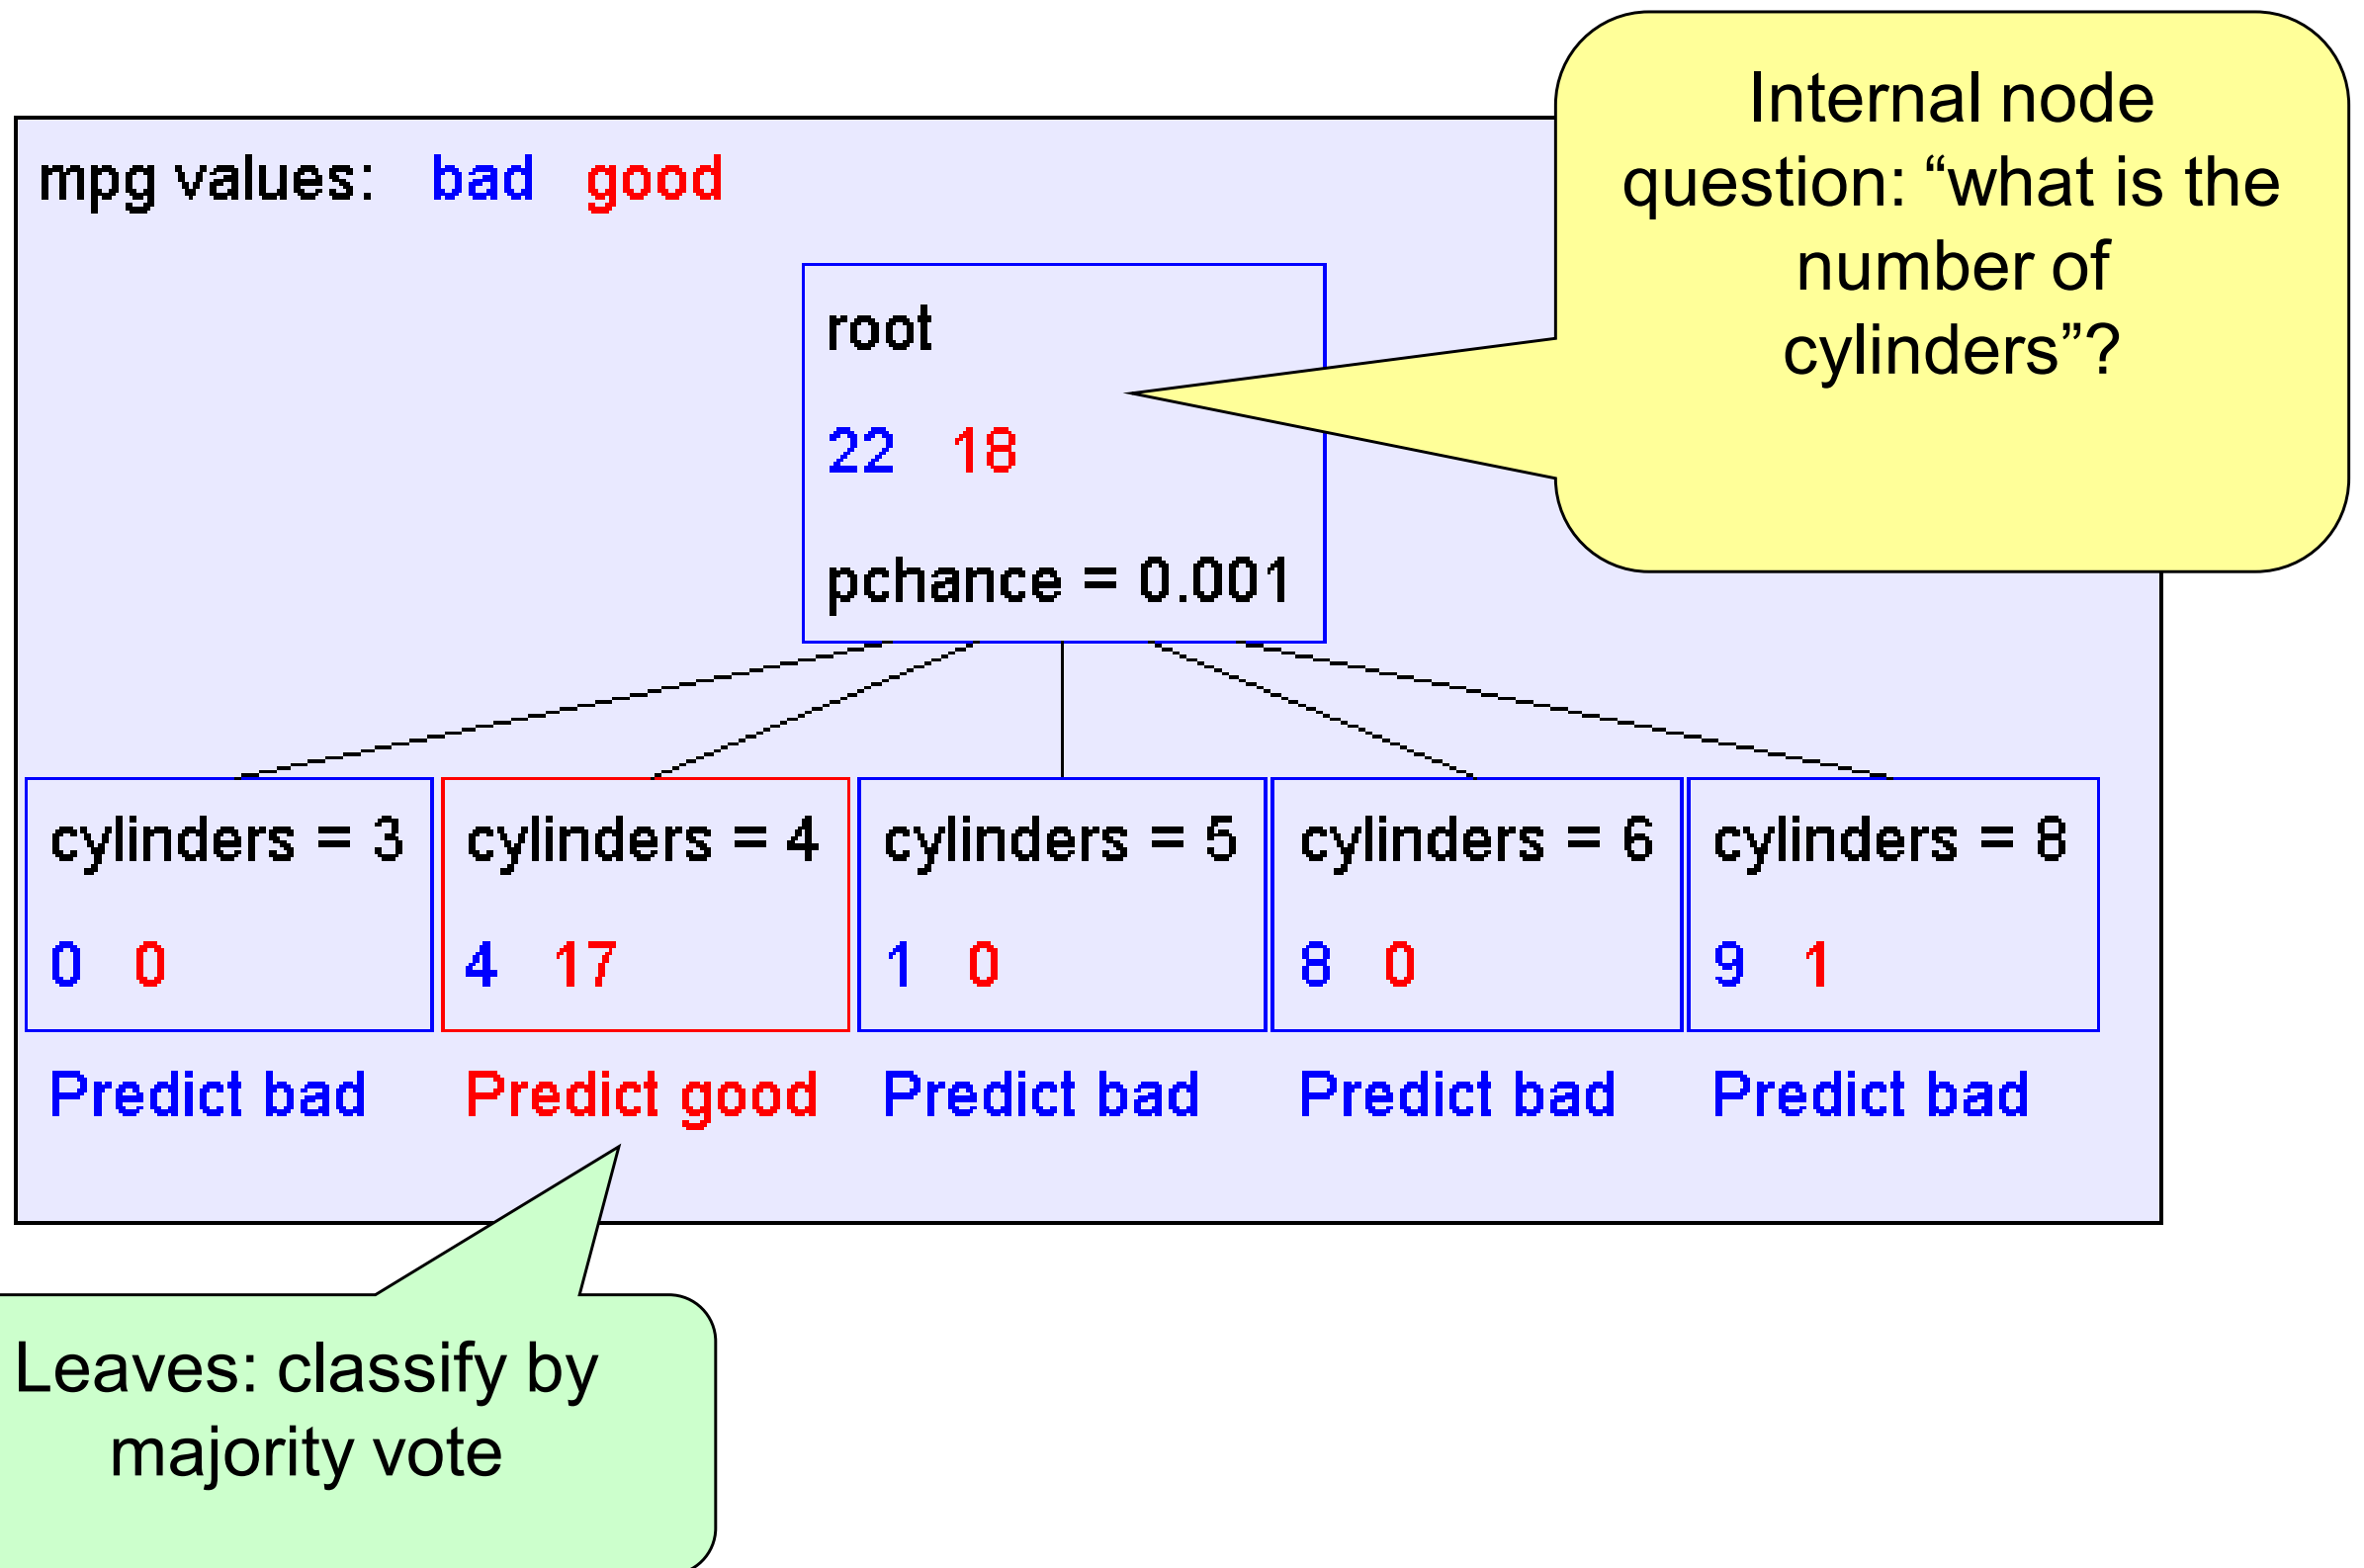 Internal node
question: “what is the
number of
cylinders”?
mpg values: bad good
root
22 18
pchance = 0.001
cylinders = 3
0 0
Predict bad
cylinders = 4
4 17
Predict good
cylinders = 5
1 0
Predict bad
cylinders = 6
8 0
Predict bad
cylinders = 8
9 1
Predict bad
Leaves: classify by
majority vote